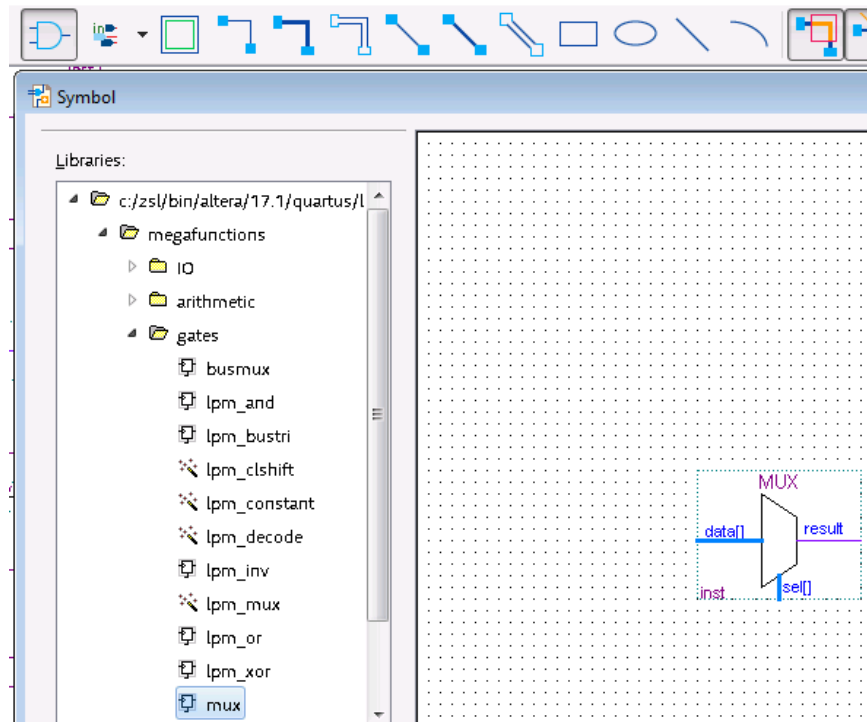 in
Symbol
Libraries:
c:/zsl/bin/altera/17.1/quartus/l
megafunctions
IO
arithmetic
gates
busmux
lpm_and
lpm_bustri
lpm_clshift
lpm_constant
lpm_decode
lpm_inv
lpm_mux
lpm_or
lpm_xor
mux
MUX
data[]
result
sel[]
inst